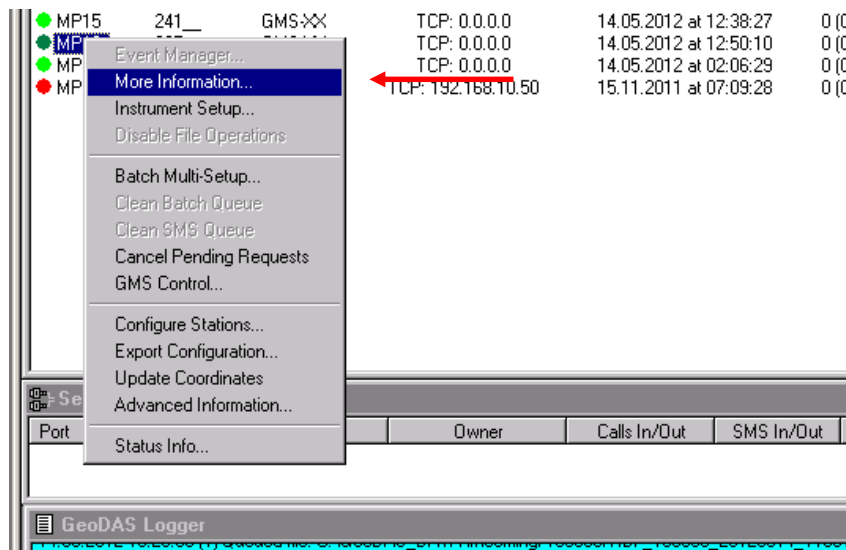 MP15 241__ GMS-XX TCP: 0.0.0.0 14.05.2012 at 12:38:27 0 (
MP TCP: 0.0.0.0 14.05.2012 at 12:50:10 0 (
MP TCP: 0.0.0.0 14.05.2012 at 02:06:29 0 (
MP TCP: 192.168.10.50 15.11.2011 at 07:09:28 0 (
Event Manager...
More Information...
Instrument Setup...
Disable File Operations
Batch Multi-Setup...
Clean Batch Queue
Clean SMS Queue
Cancel Pending Requests
GMS Control...
Configure Stations...
Export Configuration...
Update Coordinates
Advanced Information...
Status Info...
Se
Port Owner Calls In/Out SMS In/Out
GeoDAS Logger